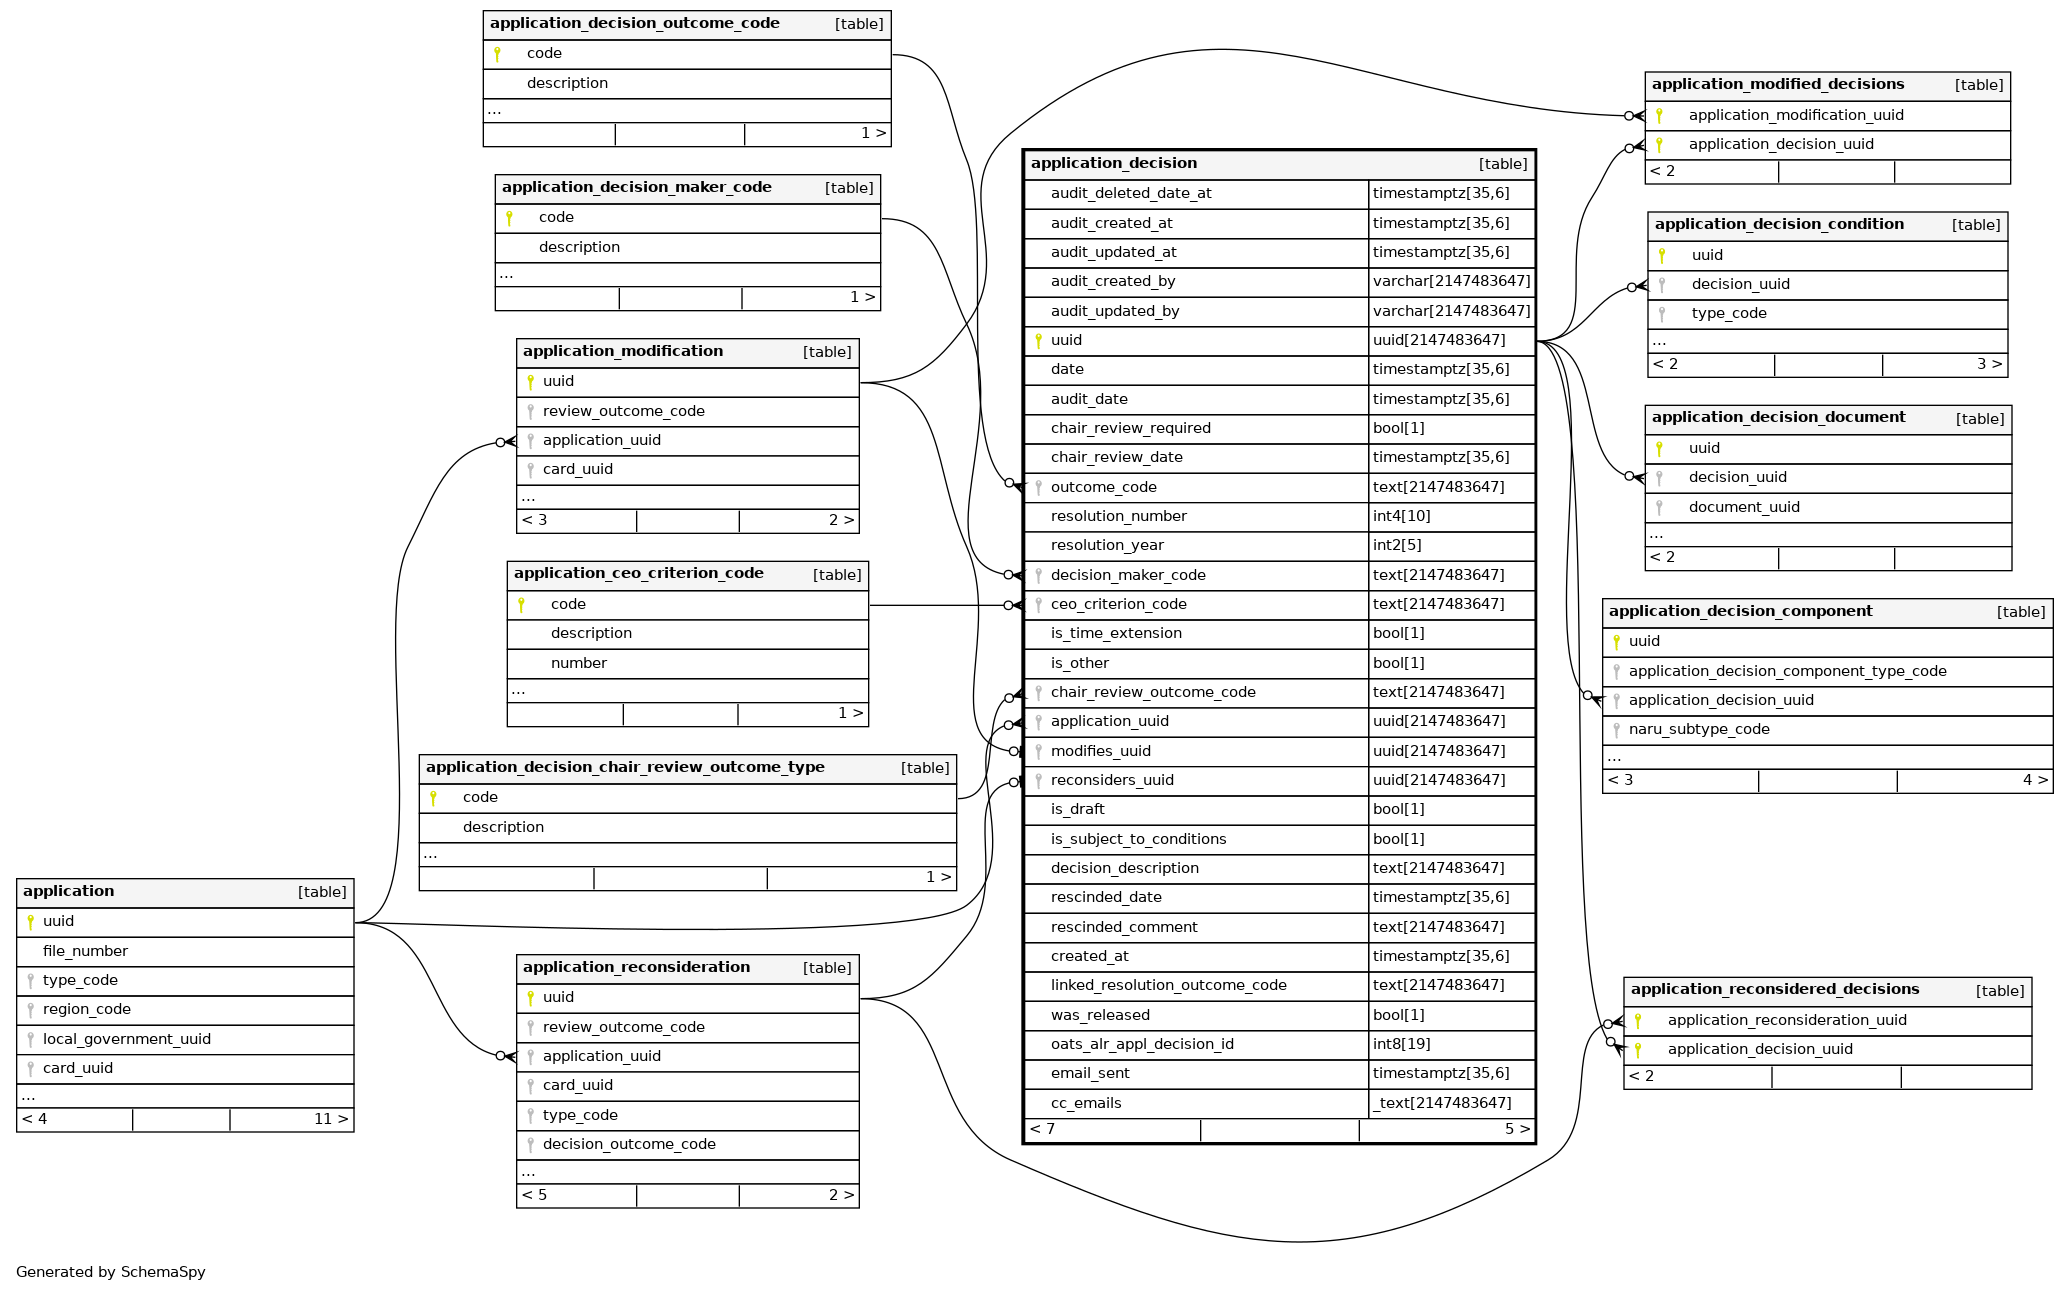 application_decision_outcome_code [table]
code
description
...
1 >
application_decision_maker_code [table]
code
description
...
1 >
application_modification [table]
uuid
review_outcome_code
application_uuid
card_uuid
...
< 3 2 >
application_ceo_criterion_code [table]
code
description
number
...
1 >
application_decision_chair_review_outcome_type [table]
code
description
...
1 >
application [table]
uuid
file_number
type_code
region_code
local_government_uuid
card_uuid
...
< 4 11 >
application_reconsideration [table]
uuid
review_outcome_code
application_uuid
card_uuid
type_code
decision_outcome_code
...
< 5 2 >
application_decision [table]
audit_deleted_date_at timestamptz[35,6]
audit_created_at timestamptz[35,6]
audit_updated_at timestamptz[35,6]
audit_created_by varchar[2147483647]
audit_updated_by varchar[2147483647]
uuid uuid[2147483647]
date timestamptz[35,6]
audit_date timestamptz[35,6]
chair_review_required bool[1]
chair_review_date timestamptz[35,6]
outcome_code text[2147483647]
resolution_number int4[10]
resolution_year int2[5]
decision_maker_code text[2147483647]
ceo_criterion_code text[2147483647]
is_time_extension bool[1]
is_other bool[1]
chair_review_outcome_code text[2147483647]
application_uuid uuid[2147483647]
modifies_uuid uuid[2147483647]
reconsiders_uuid uuid[2147483647]
is_draft bool[1]
is_subject_to_conditions bool[1]
decision_description text[2147483647]
rescinded_date timestamptz[35,6]
rescinded_comment text[2147483647]
created_at timestamptz[35,6]
linked_resolution_outcome_code text[2147483647]
was_released bool[1]
oats_alr_appl_decision_id int8[19]
email_sent timestamptz[35,6]
cc_emails _text[2147483647]
< 7 5 >
application_modified_decisions [table]
application_modification_uuid
application_decision_uuid
< 2
application_decision_condition [table]
uuid
decision_uuid
type_code
...
< 2 3 >
application_decision_document [table]
uuid
decision_uuid
document_uuid
...
< 2
application_decision_component [table]
uuid
application_decision_component_type_code
application_decision_uuid
naru_subtype_code
...
< 3 4 >
application_reconsidered_decisions [table]
application_reconsideration_uuid
application_decision_uuid
< 2
Generated by SchemaSpy